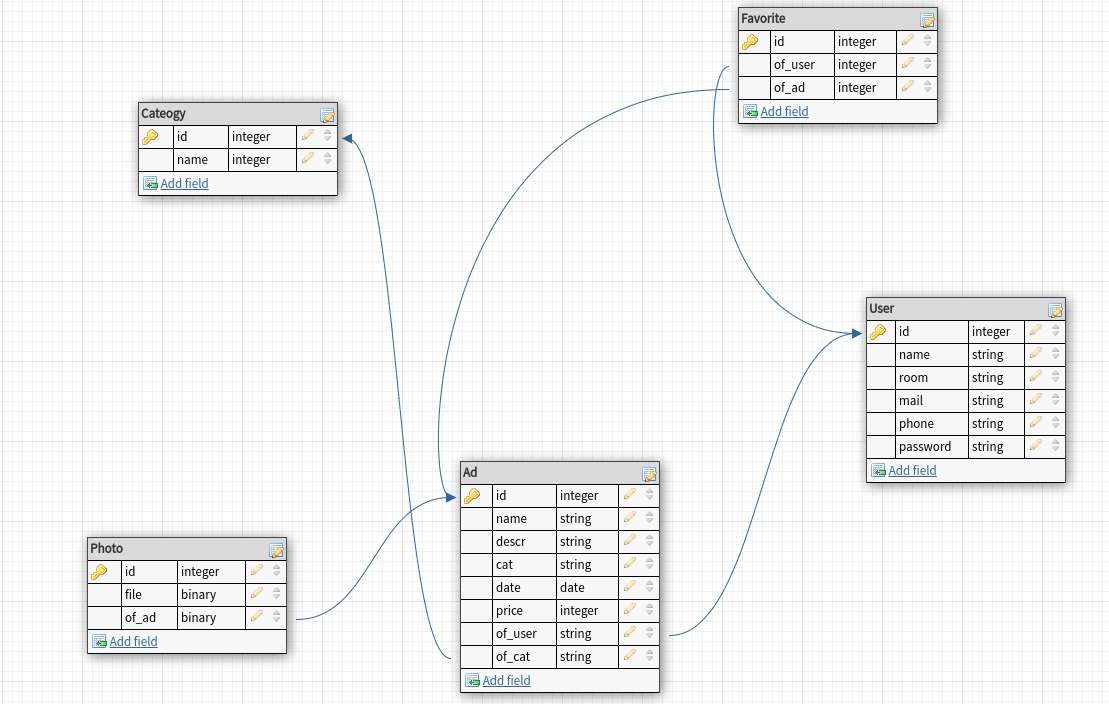 Favorite
id integer
of_user integer
of_ad integer
Add field
Cateogy
id integer
name integer
Add field
User
id integer
name string
room string
mail string
phone string
password string
Add field
Ad
id integer
name string
descr string
cat string
date date
price integer
of_user string
of_cat string
Add field
Photo
id integer
file binary
of_ad binary
Add field